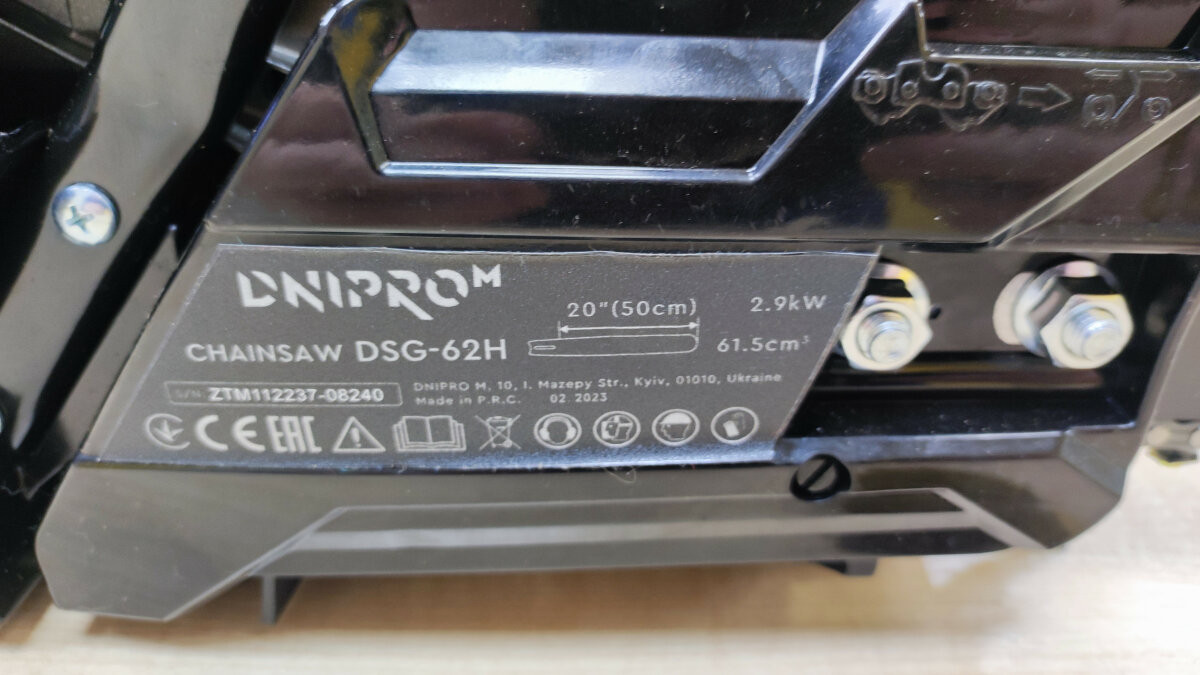 DNIPRO M
20"(50cm)
2.9kW
CHAINSAW DSG-62H
61.5cm³
S/N ZTM112237-08240
DNIPRO M, 10, I. Mazepy Str., Kyiv, 01010, Ukraine
Made in P.R.C. 02.2023
CE EAC